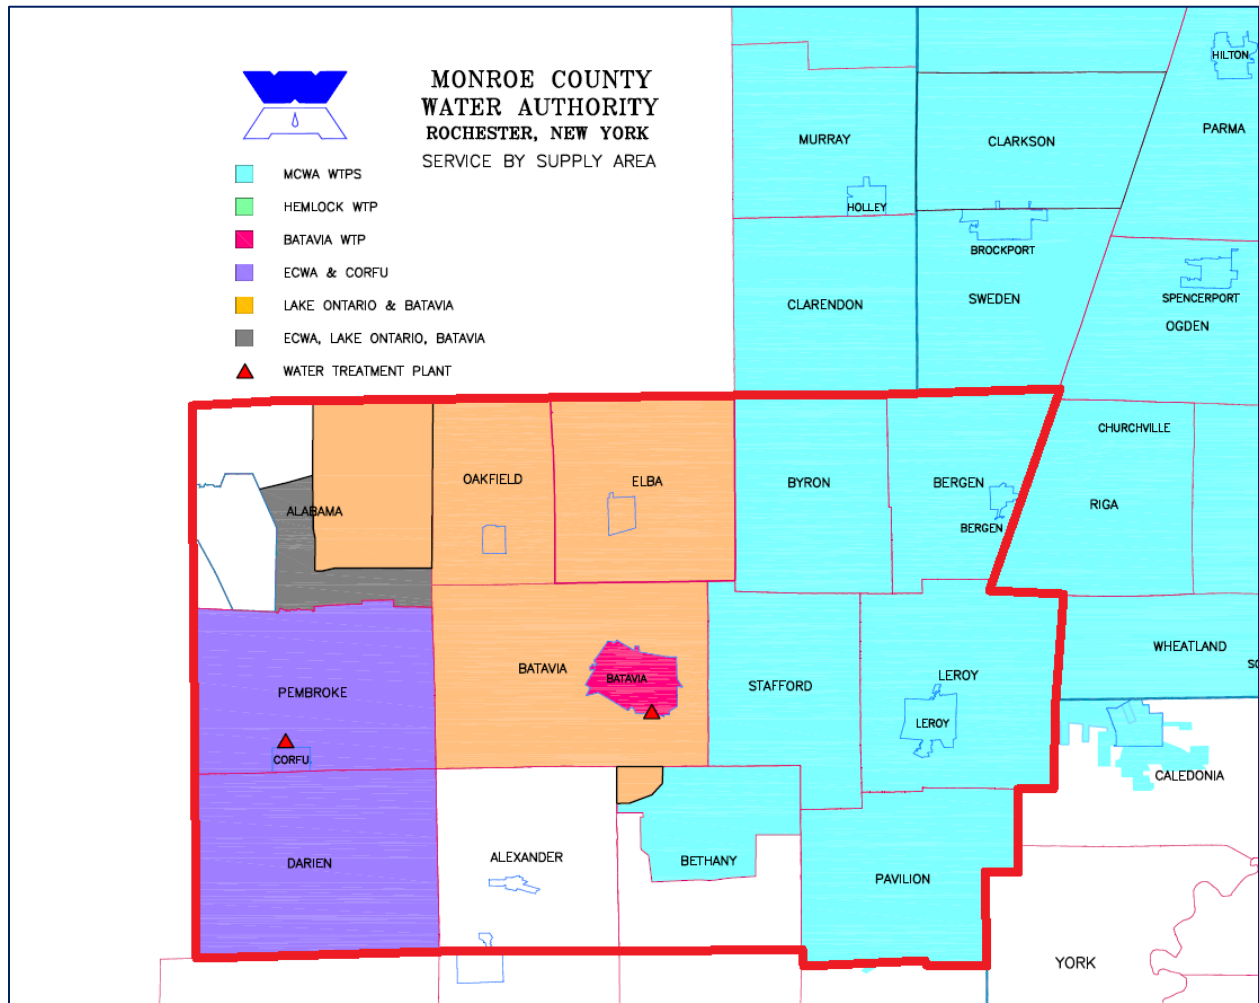 MONROE COUNTY
WATER AUTHORITY
ROCHESTER, NEW YORK
SERVICE BY SUPPLY AREA
MCWA WTPS
HEMLOCK WTP
BATAVIA WTP
ECWA & CORFU
LAKE ONTARIO & BATAVIA
ECWA, LAKE ONTARIO, BATAVIA
WATER TREATMENT PLANT
HILTON
PARMA
MURRAY
CLARKSON
HOLLEY
BROCKPORT
CLARENDON
SWEDEN
SPENCERPORT
OGDEN
CHURCHVILLE
OAKFIELD
ELBA
BYRON
BERGEN
RIGA
ALABAMA
BERGEN
WHEATLAND
SC
BATAVIA
BATAVIA
STAFFORD
LEROY
PEMBROKE
LEROY
CORFU
CALEDONIA
DARIEN
ALEXANDER
BETHANY
PAVILION
YORK